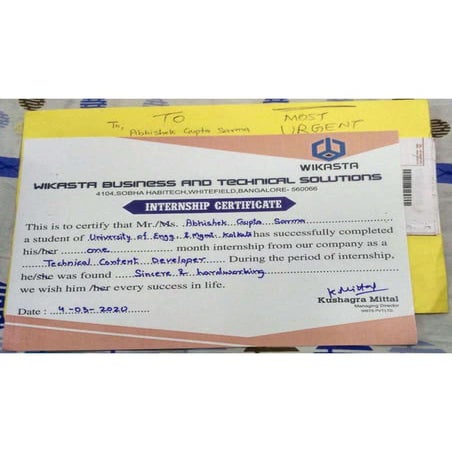 TO
To, Abhishek Gupta Sarma
MOST
URGENT
WIKASTA
WIKASTA BUSINESS AND TECHNICAL SOLUTIONS
4104,SOBHA HABITECH,WHITEFIELD,BANGALORE- 560066
INTERNSHIP CERTIFICATE
This is to certify that Mr./Ms. Abhishek Gupta Sarma
a student of University of Engg. & Mgmt. Kolkata has successfully completed
his/her one month internship from our company as a
Technical Content Developer During the period of internship,
he/she was found Sincere & hardworking
we wish him /her every success in life.
K Mittal
Kushagra Mittal
Managing Director
WBTS PVT.LTD.
Date : 4-03-2020